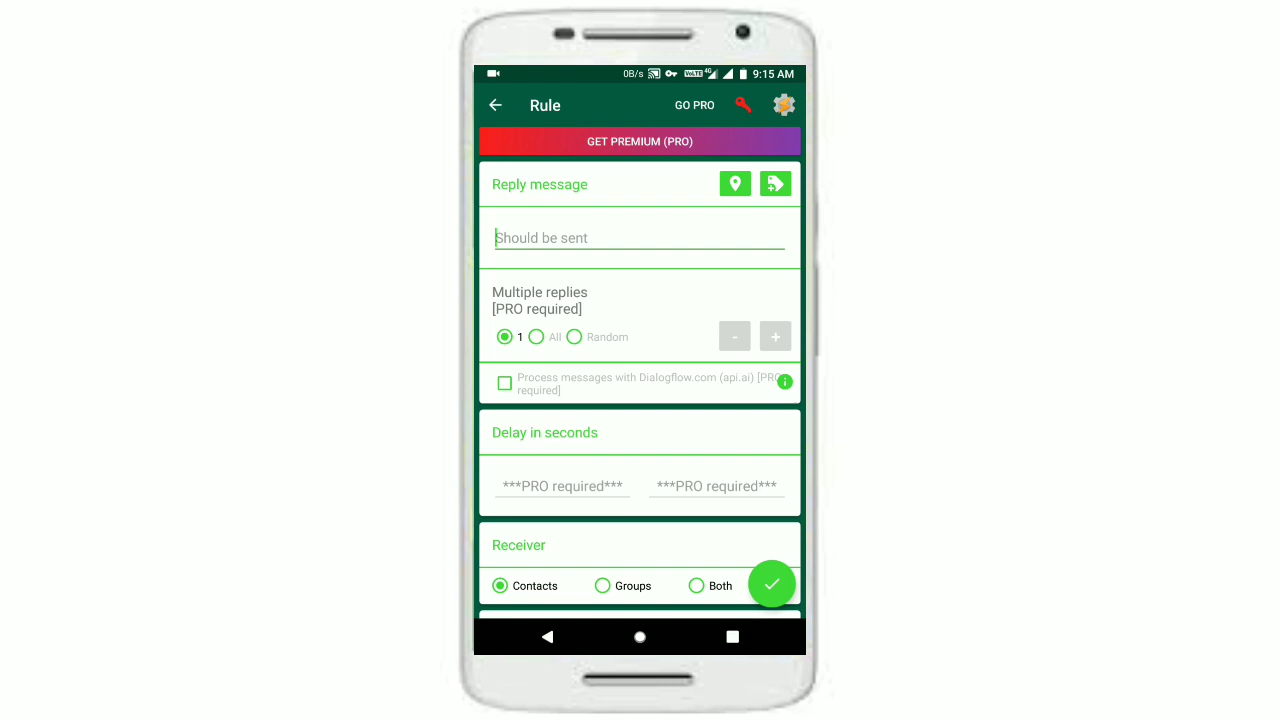 0B/s VoLTE 4G 9:15 AM
Rule GO PRO
GET PREMIUM (PRO)
Reply message
Should be sent
Multiple replies
[PRO required]
1 All Random - +
Process messages with Dialogflow.com (api.ai) [PRO
required]
Delay in seconds
***PRO required*** ***PRO required***
Receiver
Contacts Groups Both